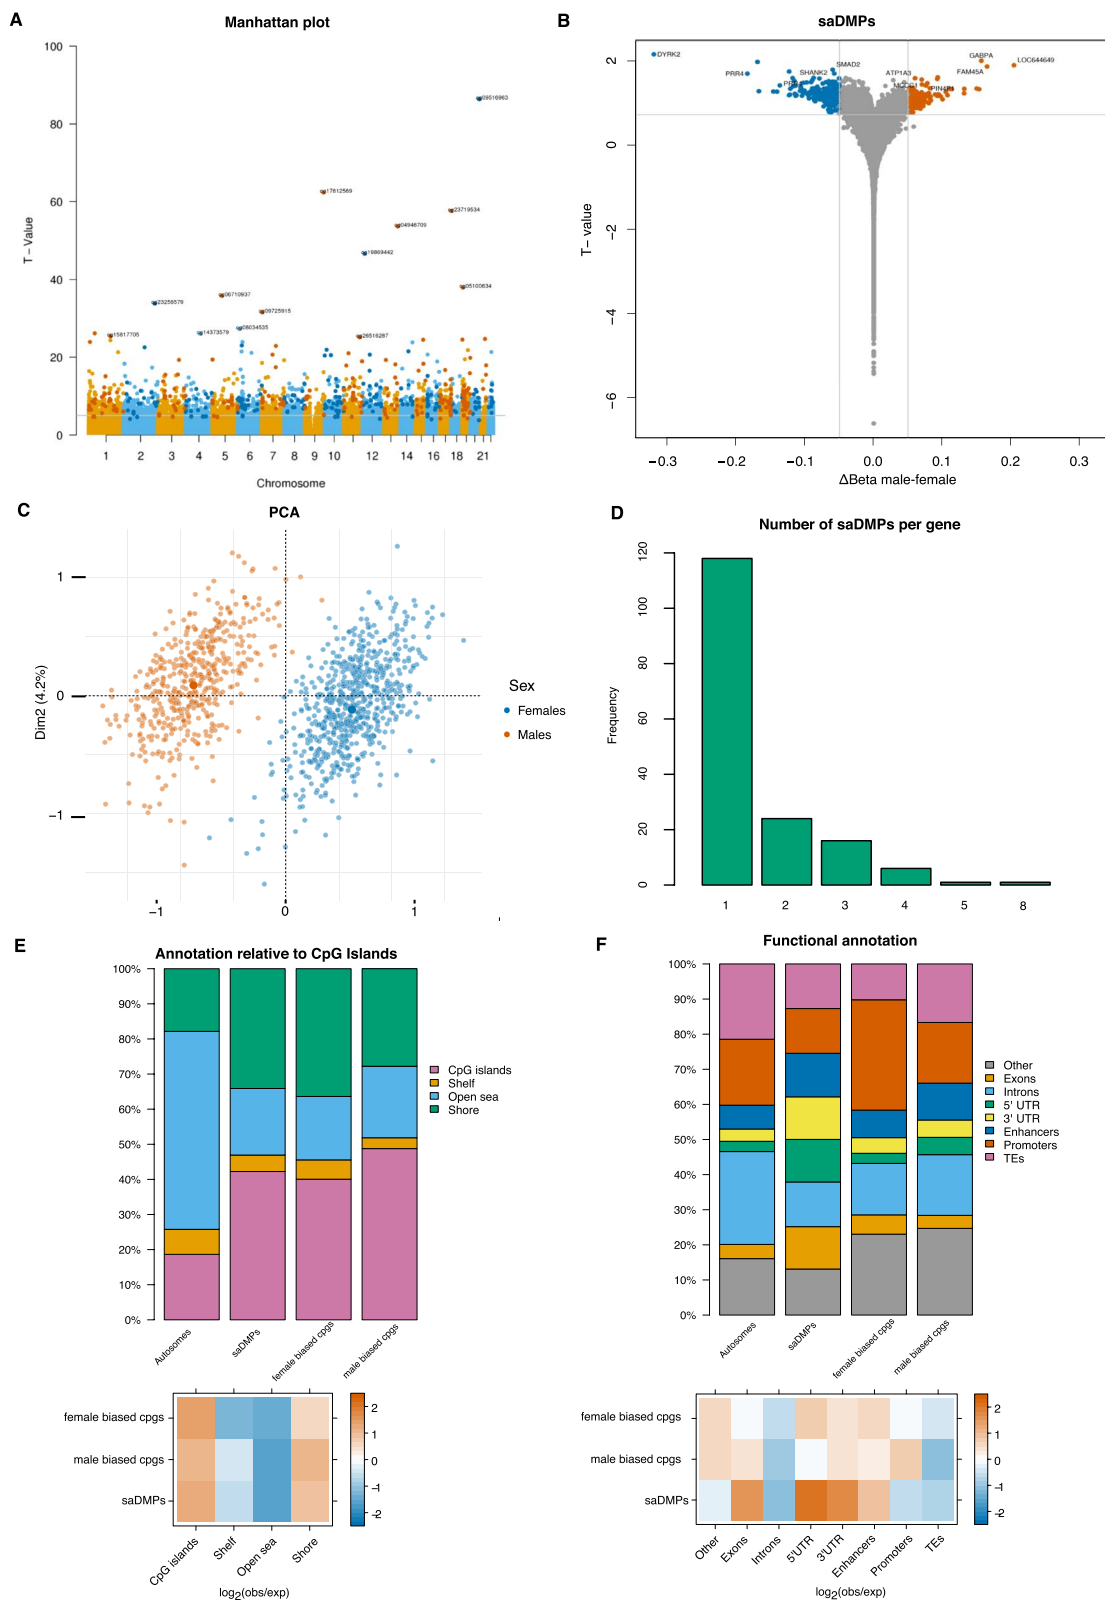 A
Manhattan plot
100
80
60
40
20
0
T – Value
cg17612569
cg23719534
cg04946709
cg05100634
cg06710937
cg23256579
cg09725915
cg14373579
cg08034535
cg15817705
1 2 3 4 5 6 7 8 9 10 12 14 16 18 21
Chromosome
B
saDMPs
2
0
−2
−4
−6
T− value
DYRK2
PRR4
SHANK2
SMAD2
ATP1A3
GABPA
FAM45A
LOC644649
−0.3 −0.2 −0.1 0.0 0.1 0.2 0.3
ΔBeta male-female
C
PCA
1
0
−1
Dim2 (4.2%)
−1 0 1
Sex
Females
Males
D
Number of saDMPs per gene
120
100
80
60
40
20
0
Frequency
1 2 3 4 5 8
E
Annotation relative to CpG Islands
100%
90%
80%
70%
60%
50%
40%
30%
20%
10%
0%
CpG islands
Shelf
Open sea
Shore
Autosomes
saDMPs
female biased cpgs
male biased cpgs
female biased cpgs
male biased cpgs
saDMPs
2
1
0
-1
-2
CpG islands
Shelf
Open sea
Shore
log2(obs/exp)
F
Functional annotation
100%
90%
80%
70%
60%
50%
40%
30%
20%
10%
0%
Other
Exons
Introns
5' UTR
3' UTR
Enhancers
Promoters
TEs
Autosomes
saDMPs
female biased cpgs
male biased cpgs
female biased cpgs
male biased cpgs
saDMPs
2
1
0
-1
-2
Other
Exons
Introns
5'UTR
3'UTR
Enhancers
Promoters
TEs
log2(obs/exp)